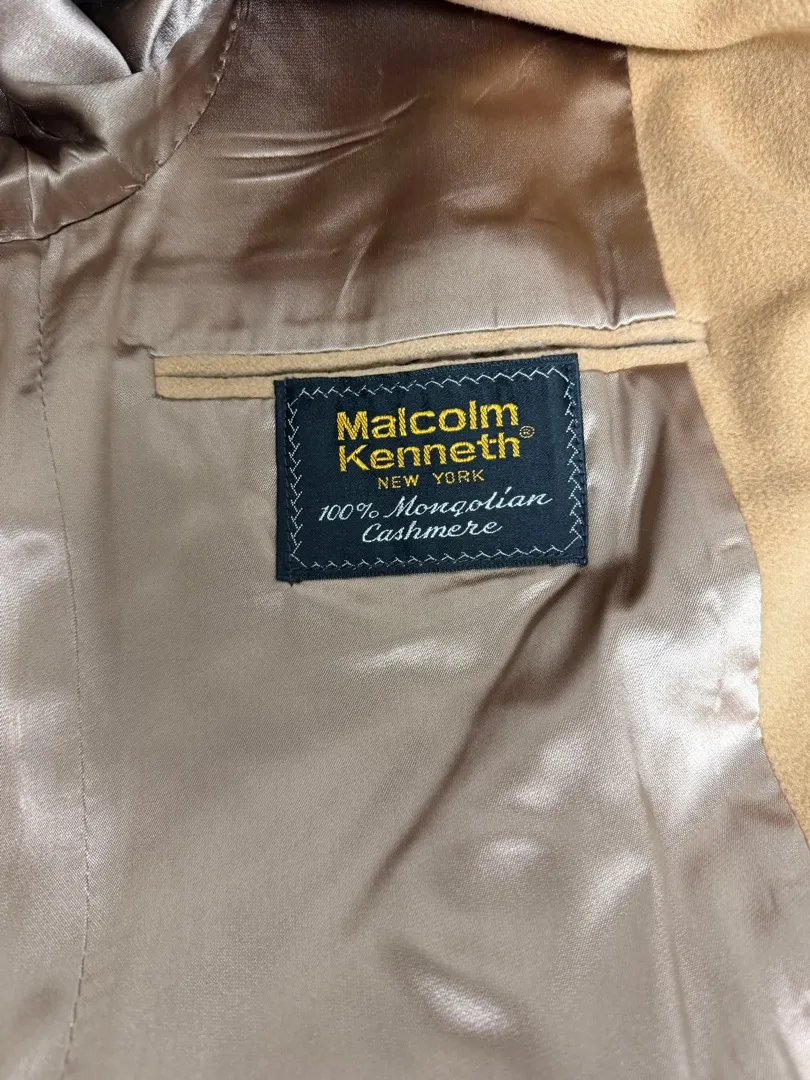 Malcolm
Kenneth®
NEW YORK
100% Mongolian
Cashmere